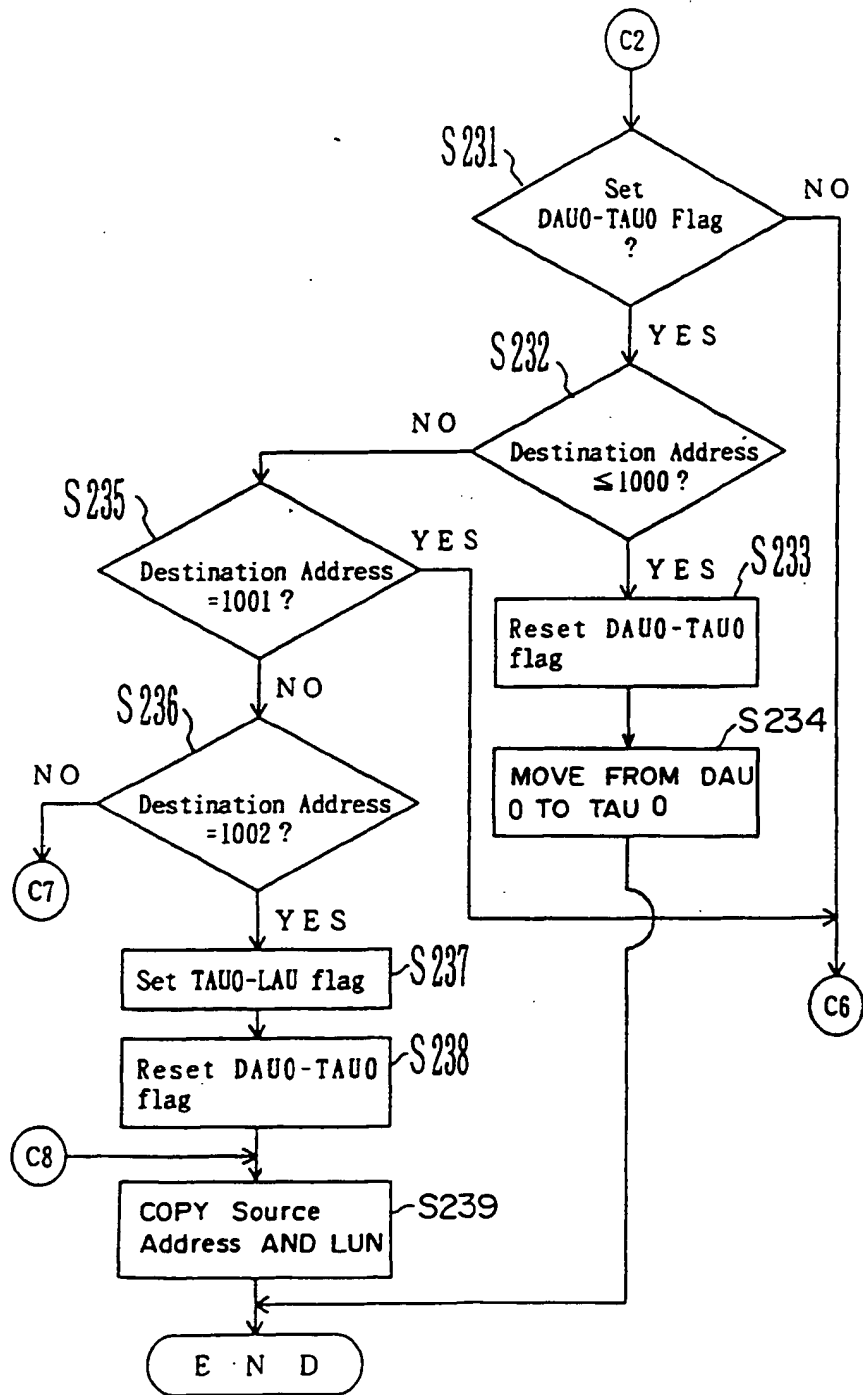 C2
S231
Set
DAU0-TAU0 Flag
?
NO
YES
S232
NO
Destination Address
≦1000?
S235
YES
Destination Address
=1001?
YES
S233
Reset DAU0-TAU0
flag
NO
S236
S234
MOVE FROM DAU
0 TO TAU 0
NO
Destination Address
=1002?
C7
YES
Set TAU0-LAU flag
S237
C6
Reset DAU0-TAU0
flag
S238
C8
COPY Source
Address AND LUN
S239
E N D